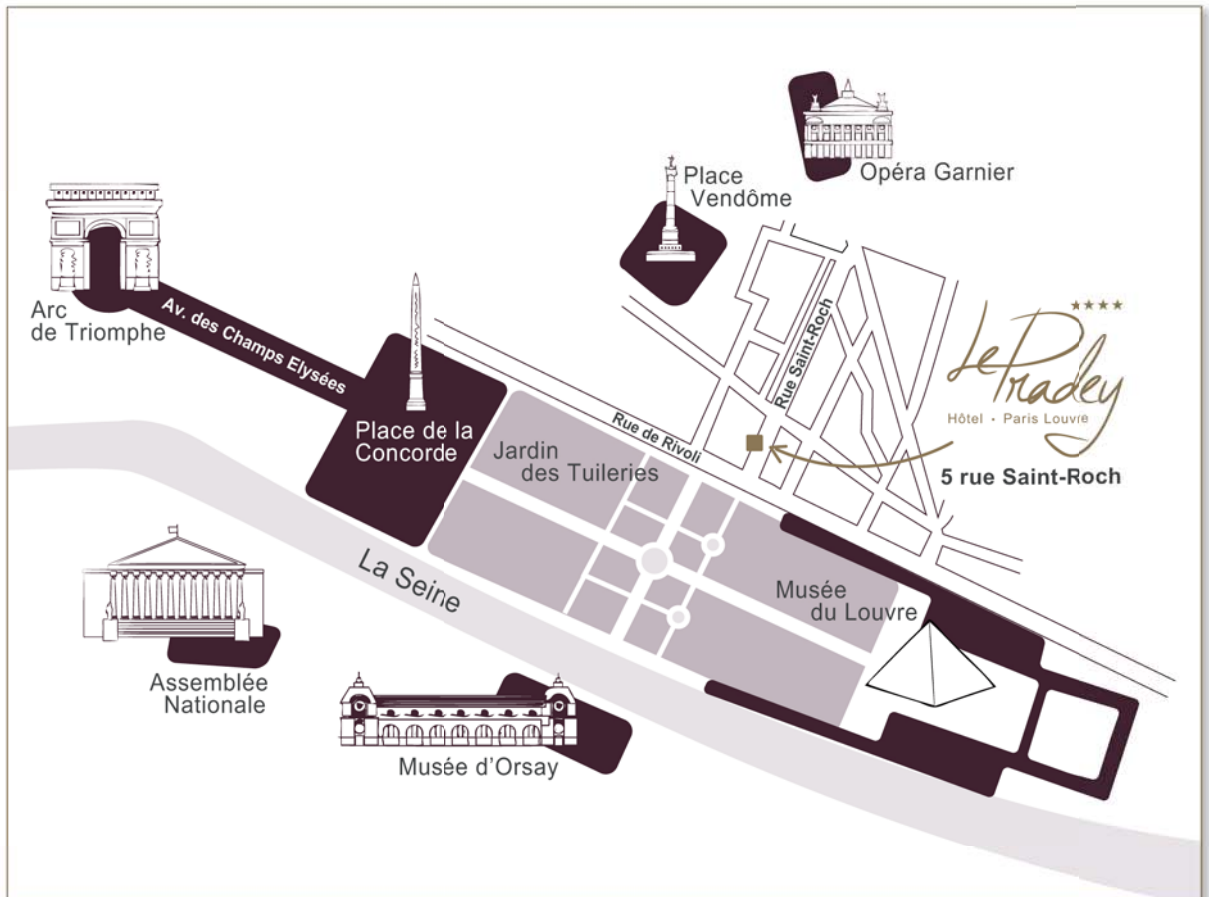 Opéra Garnier
Place
Vendôme
Arc
de Triomphe
Av. des Champs Elysées
Rue Saint-Roch
★★★★
Le Pradey
Hôtel • Paris Louvre
5 rue Saint-Roch
Place de la
Concorde
Rue de Rivoli
Jardin
des Tuileries
La Seine
Musée
du Louvre
Assemblée
Nationale
Musée d'Orsay